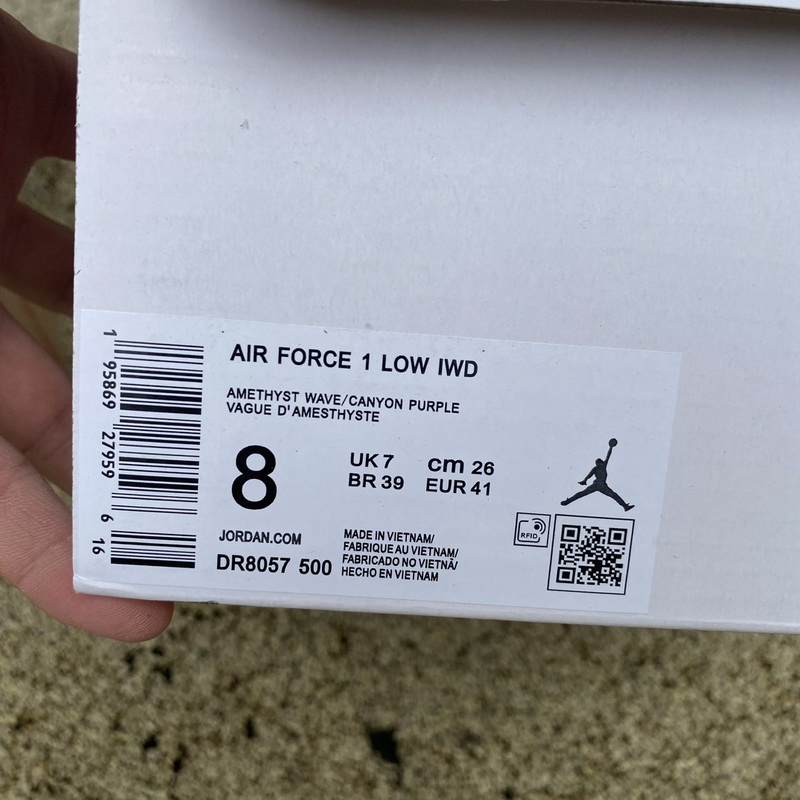 AIR FORCE 1 LOW IWD
AMETHYST WAVE/CANYON PURPLE
VAGUE D'AMESTHYSTE
8
UK 7 cm 26
BR 39 EUR 41
JORDAN.COM
DR8057 500
MADE IN VIETNAM/
FABRIQUE AU VIETNAM/
FABRICADO NO VIETNÃ/
HECHO EN VIETNAM
RFID
1 95869 27959 6 16